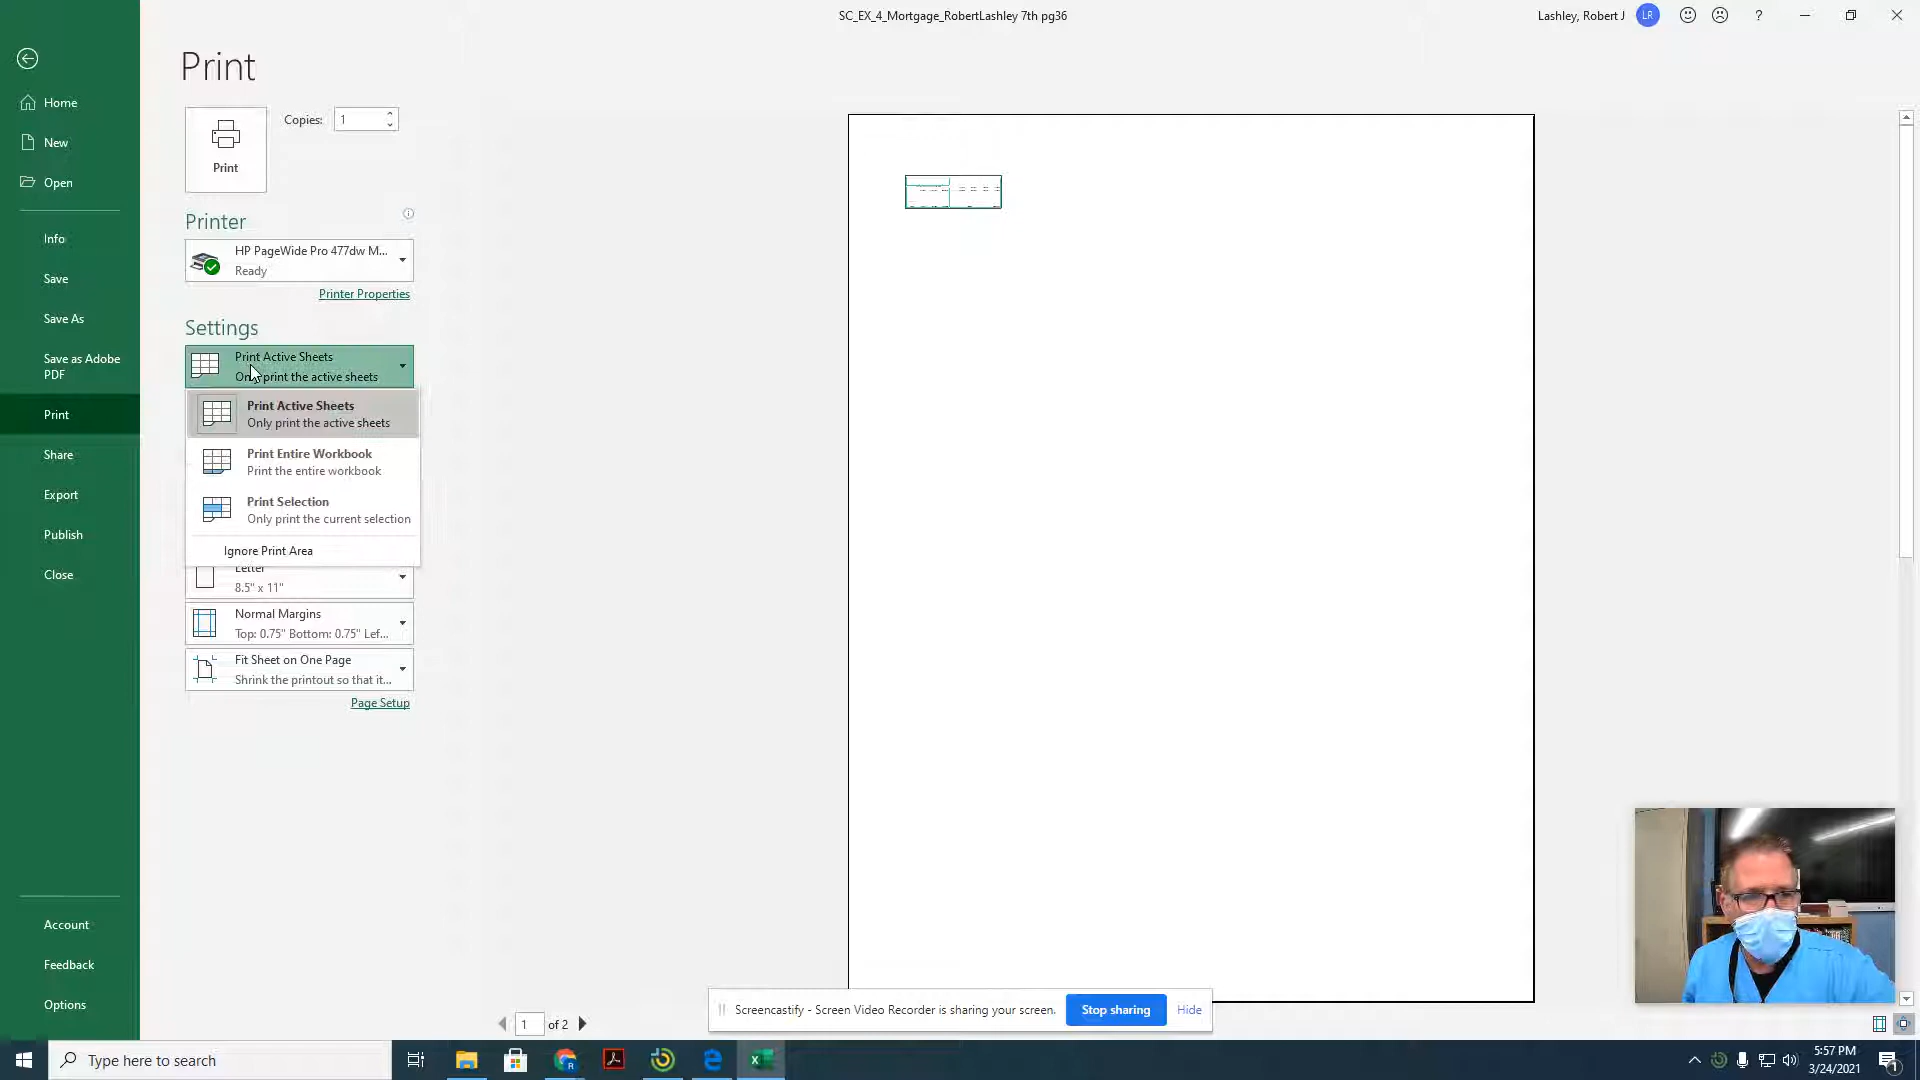 SC_EX_4_Mortgage_RobertLashley 7th pg36
Lashley, Robert J
LR
?
Print
Home
New
Open
Info
Save
Save As
Save as Adobe
PDF
Print
Share
Export
Publish
Close
Account
Feedback
Options
Print
Copies:
1
Printer
HP PageWide Pro 477dw M...
Ready
Printer Properties
Settings
Print Active Sheets
Only print the active sheets
Print Active Sheets
Only print the active sheets
Print Entire Workbook
Print the entire workbook
Print Selection
Only print the current selection
Ignore Print Area
Letter
8.5" x 11"
Normal Margins
Top: 0.75" Bottom: 0.75" Lef...
Fit Sheet on One Page
Shrink the printout so that it...
Page Setup
1 of 2
Screencastify - Screen Video Recorder is sharing your screen.
Stop sharing
Hide
Type here to search
5:57 PM
3/24/2021
1